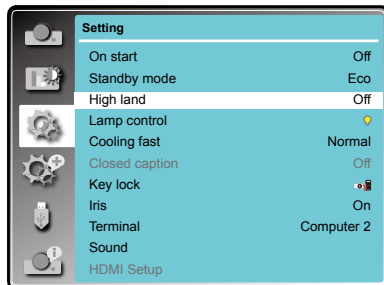 Setting
On start Off
Standby mode Eco
High land Off
Lamp control
Cooling fast Normal
Closed caption Off
Key lock
Iris On
Terminal Computer 2
Sound
HDMI Setup